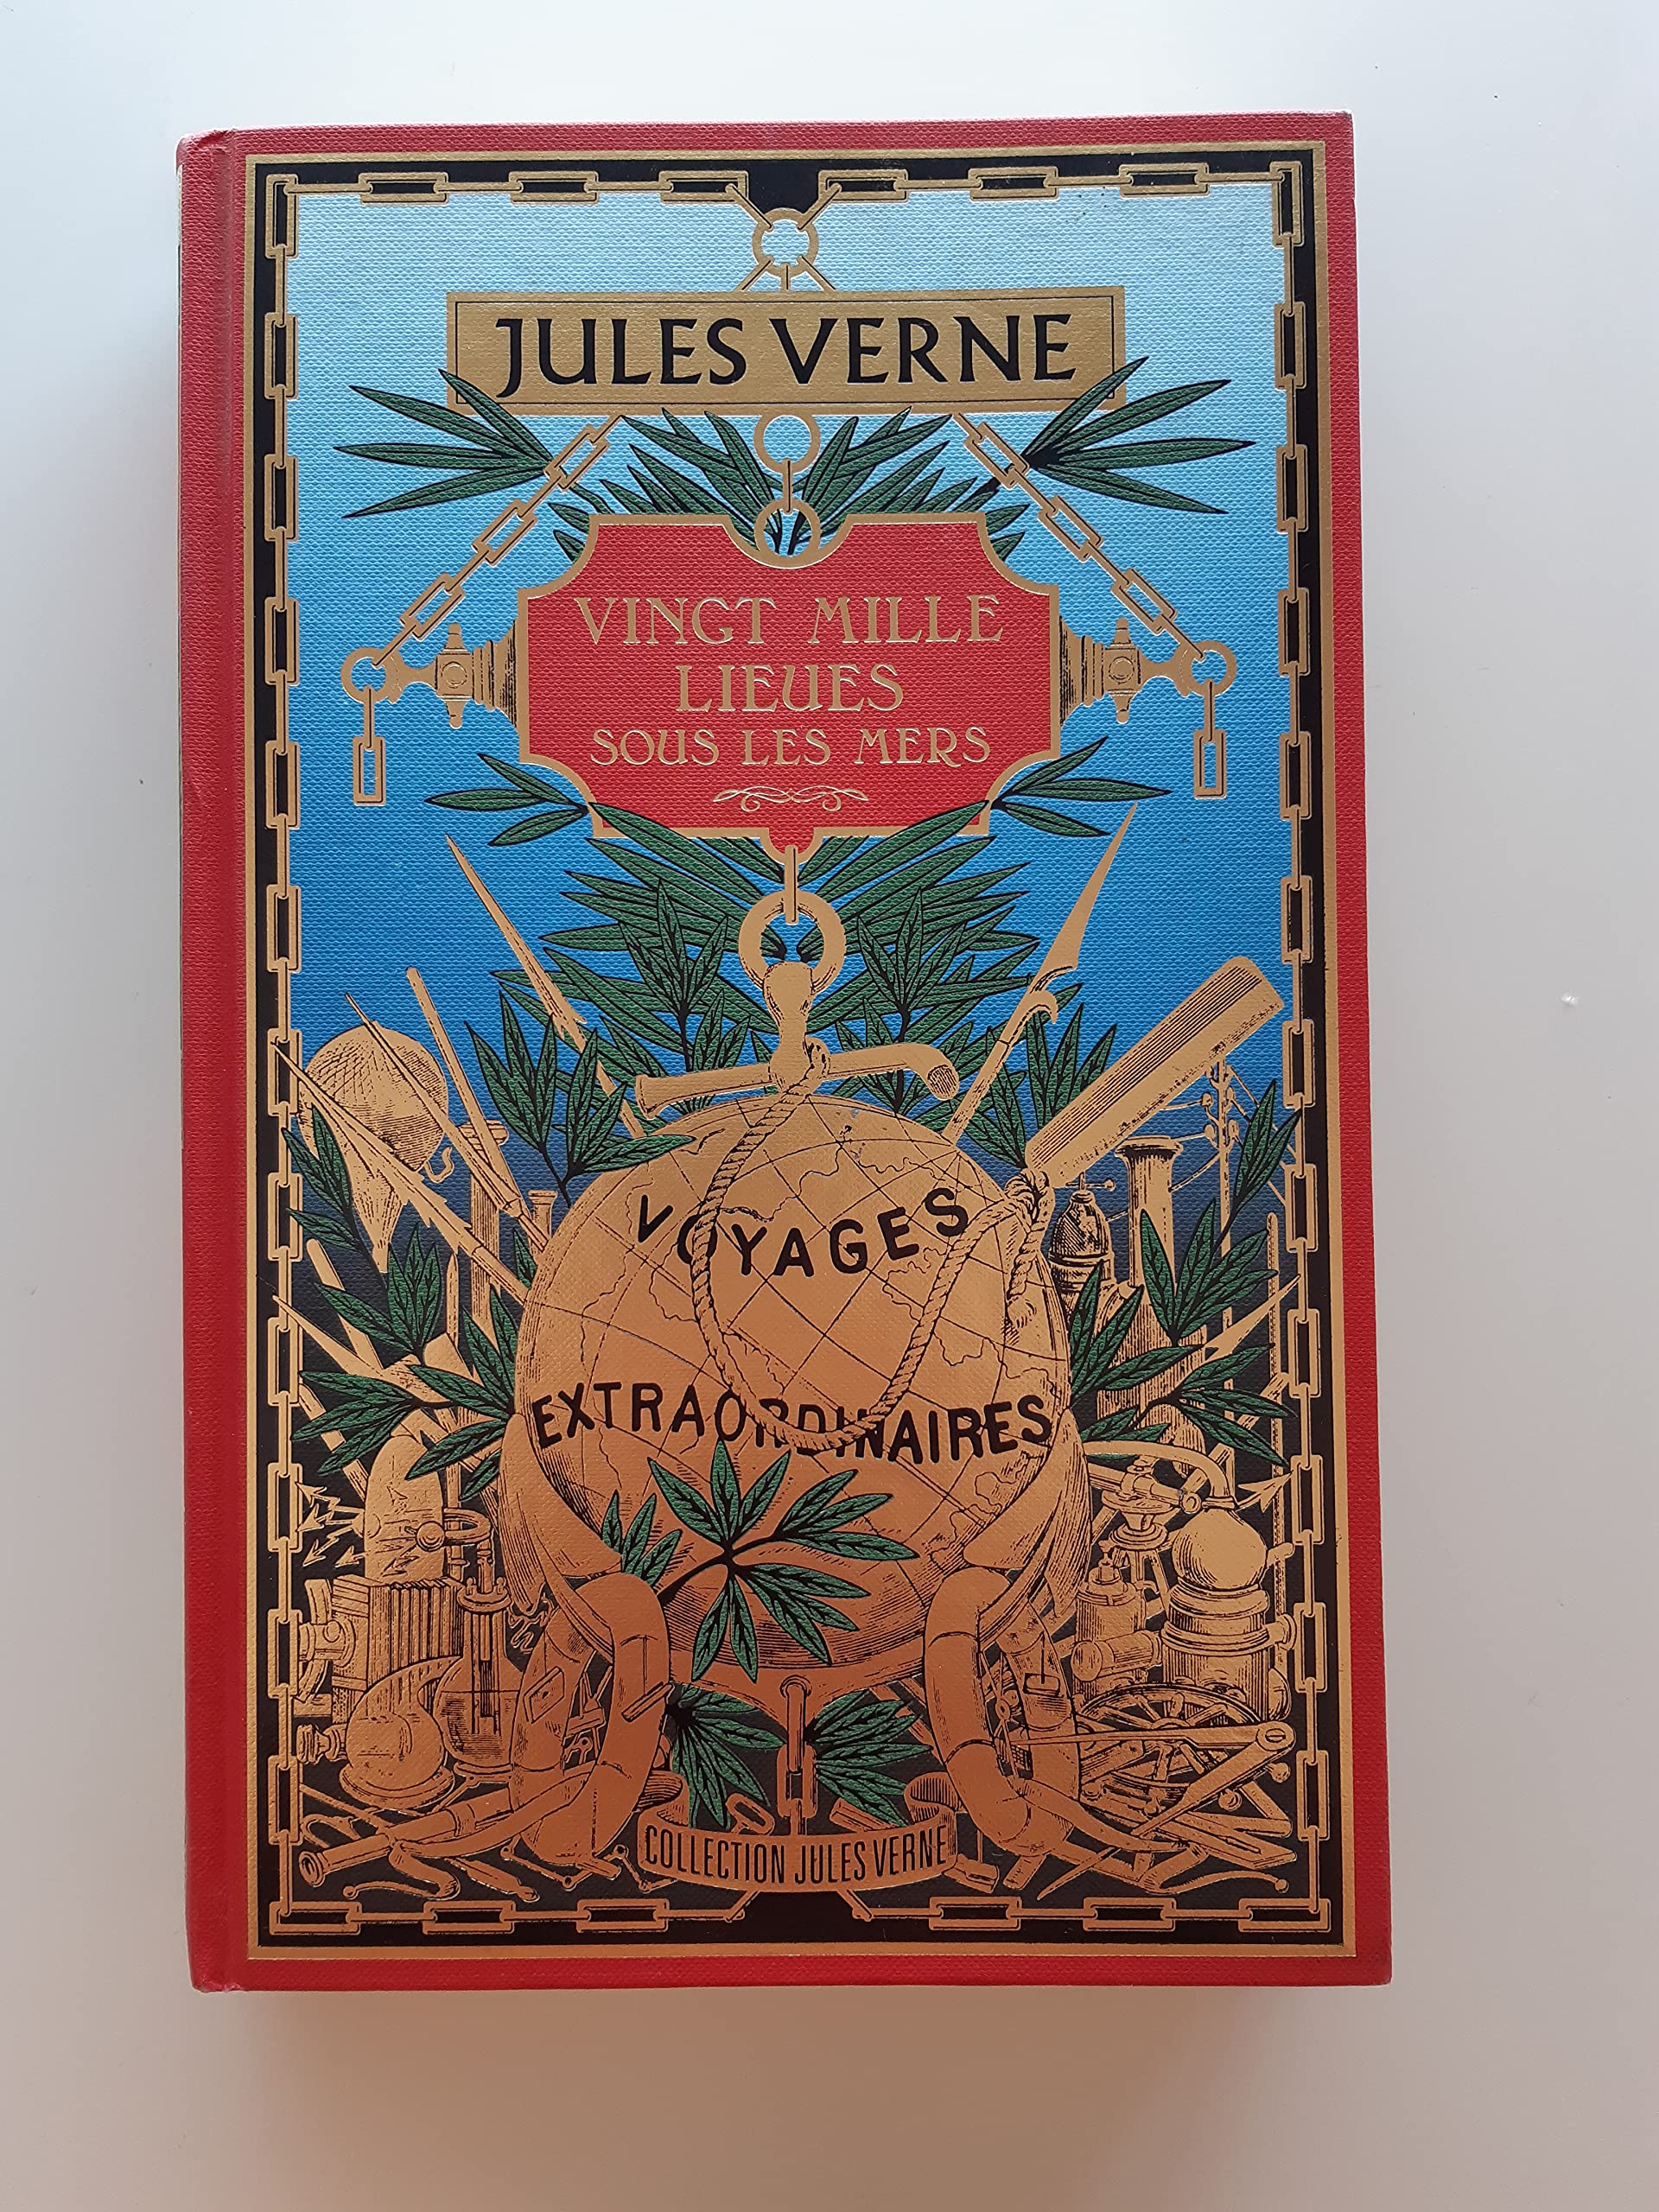 JULES VERNE
VINGT MILLE
LIEUES
SOUS LES MERS
VOYAGES
EXTRAORDINAIRES
COLLECTION JULES VERNE